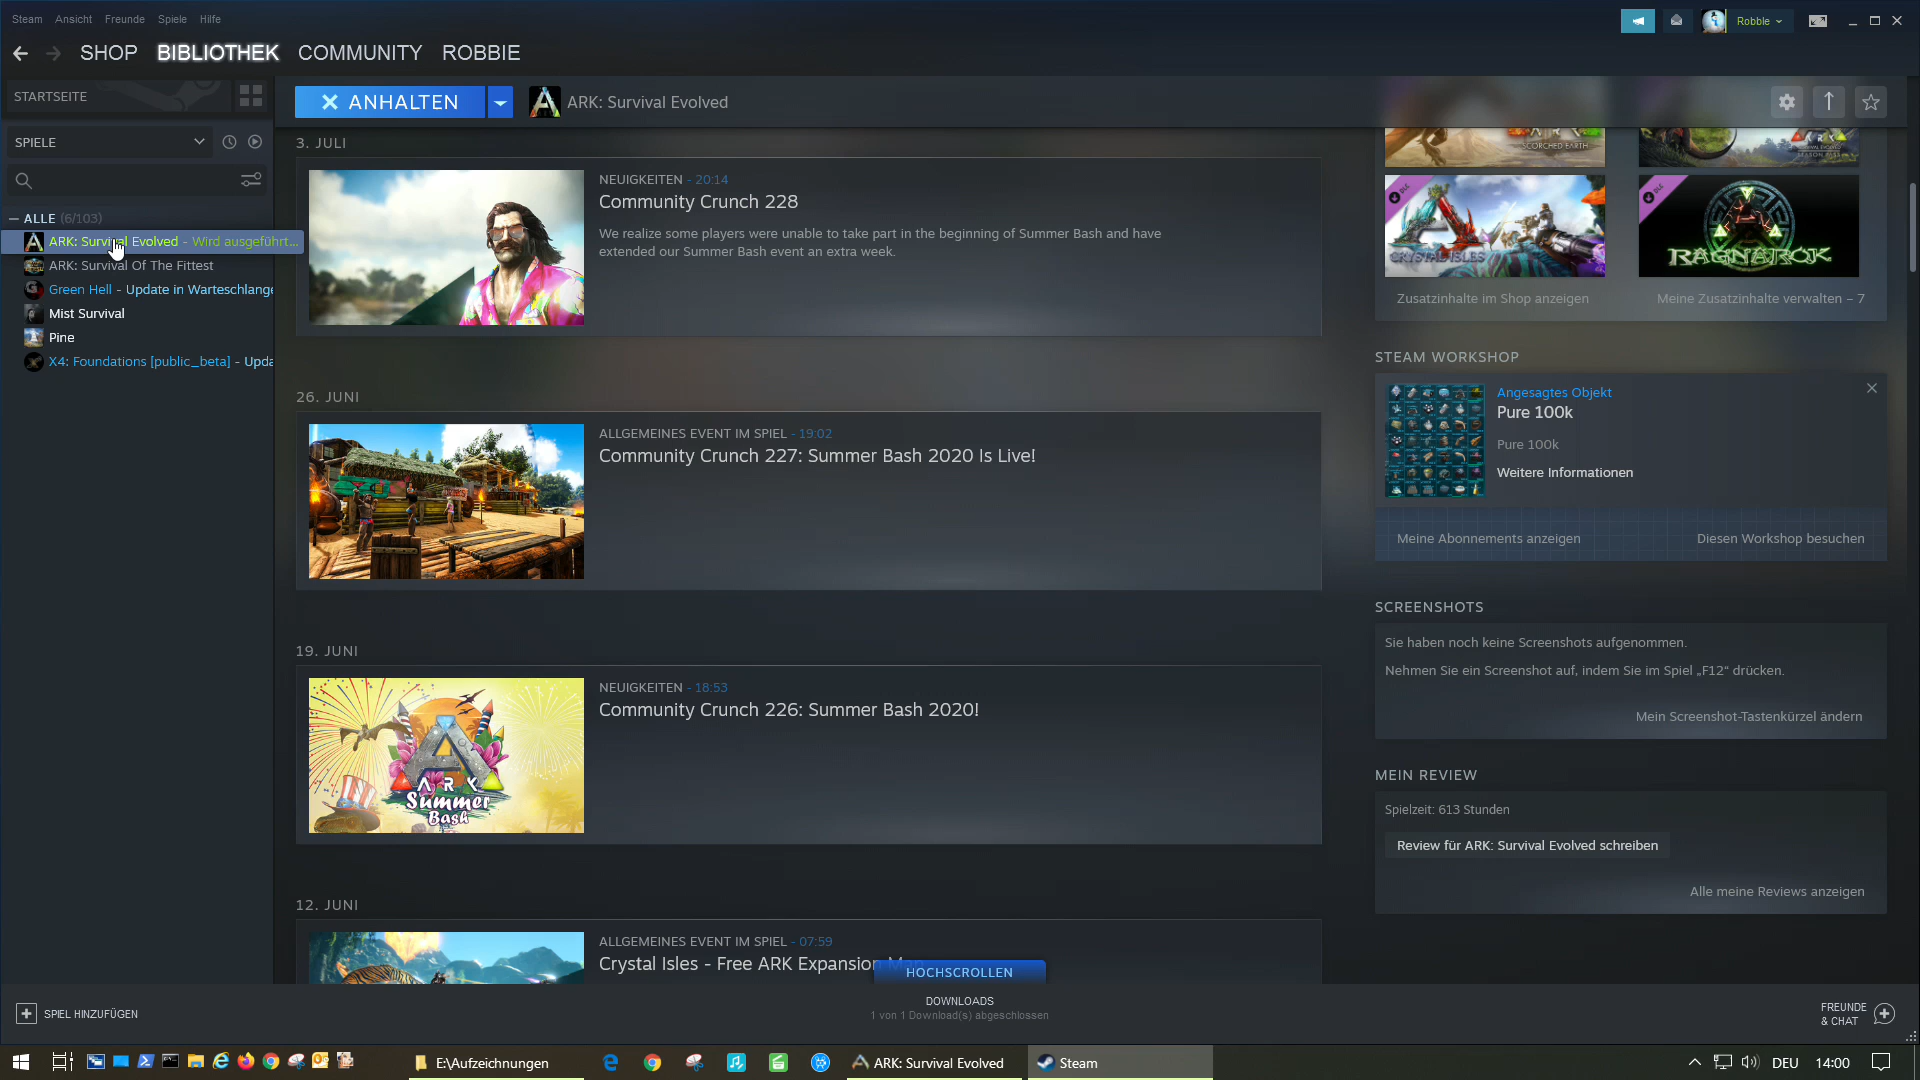 Steam Ansicht Freunde Spiele Hilfe
Robbie
SHOP BIBLIOTHEK COMMUNITY ROBBIE
STARTSEITE
SPIELE
ALLE (6/103)
ARK: Survival Evolved - Wird ausgeführt...
ARK: Survival Of The Fittest
Green Hell - Update in Warteschlange
Mist Survival
Pine
X4: Foundations [public_beta] - Upda
ANHALTEN
ARK: Survival Evolved
3. JULI
NEUIGKEITEN - 20:14
Community Crunch 228
We realize some players were unable to take part in the beginning of Summer Bash and have
extended our Summer Bash event an extra week.
26. JUNI
ALLGEMEINES EVENT IM SPIEL - 19:02
Community Crunch 227: Summer Bash 2020 Is Live!
19. JUNI
ARK
Summer
Bash
NEUIGKEITEN - 18:53
Community Crunch 226: Summer Bash 2020!
12. JUNI
ALLGEMEINES EVENT IM SPIEL - 07:59
Crystal Isles - Free ARK Expansion Map
HOCHSCROLLEN
SCORCHED EARTH
DLC
CRYSTAL ISLES
DLC
RAGNAROK
Zusatzinhalte im Shop anzeigen
Meine Zusatzinhalte verwalten – 7
STEAM WORKSHOP
Angesagtes Objekt
Pure 100k
Pure 100k
Weitere Informationen
Meine Abonnements anzeigen
Diesen Workshop besuchen
SCREENSHOTS
Sie haben noch keine Screenshots aufgenommen.
Nehmen Sie ein Screenshot auf, indem Sie im Spiel „F12" drücken.
Mein Screenshot-Tastenkürzel ändern
MEIN REVIEW
Spielzeit: 613 Stunden
Review für ARK: Survival Evolved schreiben
Alle meine Reviews anzeigen
SPIEL HINZUFÜGEN
DOWNLOADS
1 von 1 Download(s) abgeschlossen
FREUNDE
& CHAT
E:\Aufzeichnungen
ARK: Survival Evolved
Steam
DEU
14:00